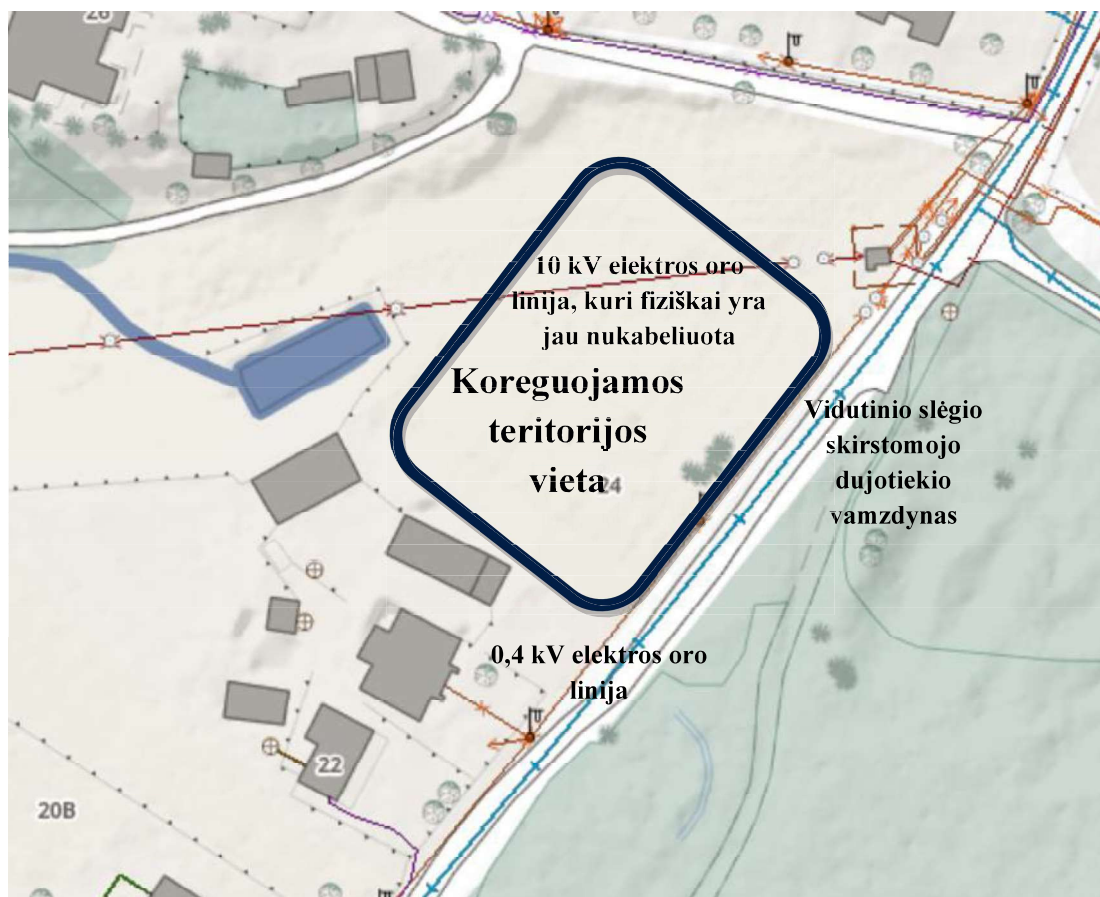 26
10 kV elektros oro
linija, kuri fiziškai yra
jau nukabeliuota
Koreguojamos
teritorijos
vieta
24
Vidutinio slėgio
skirstomojo
dujotiekio
vamzdynas
0,4 kV elektros oro
linija
22
20B